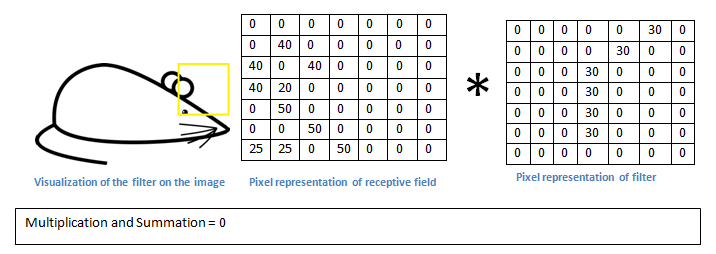 0 0 0 0 0 0 0
0 40 0 0 0 0 0
40 0 40 0 0 0 0
40 20 0 0 0 0 0
0 50 0 0 0 0 0
0 0 50 0 0 0 0
25 25 0 50 0 0 0
*
0 0 0 0 0 30 0
0 0 0 0 30 0 0
0 0 0 30 0 0 0
0 0 0 30 0 0 0
0 0 0 30 0 0 0
0 0 0 30 0 0 0
0 0 0 0 0 0 0
Visualization of the filter on the image
Pixel representation of receptive field
Pixel representation of filter
Multiplication and Summation = 0